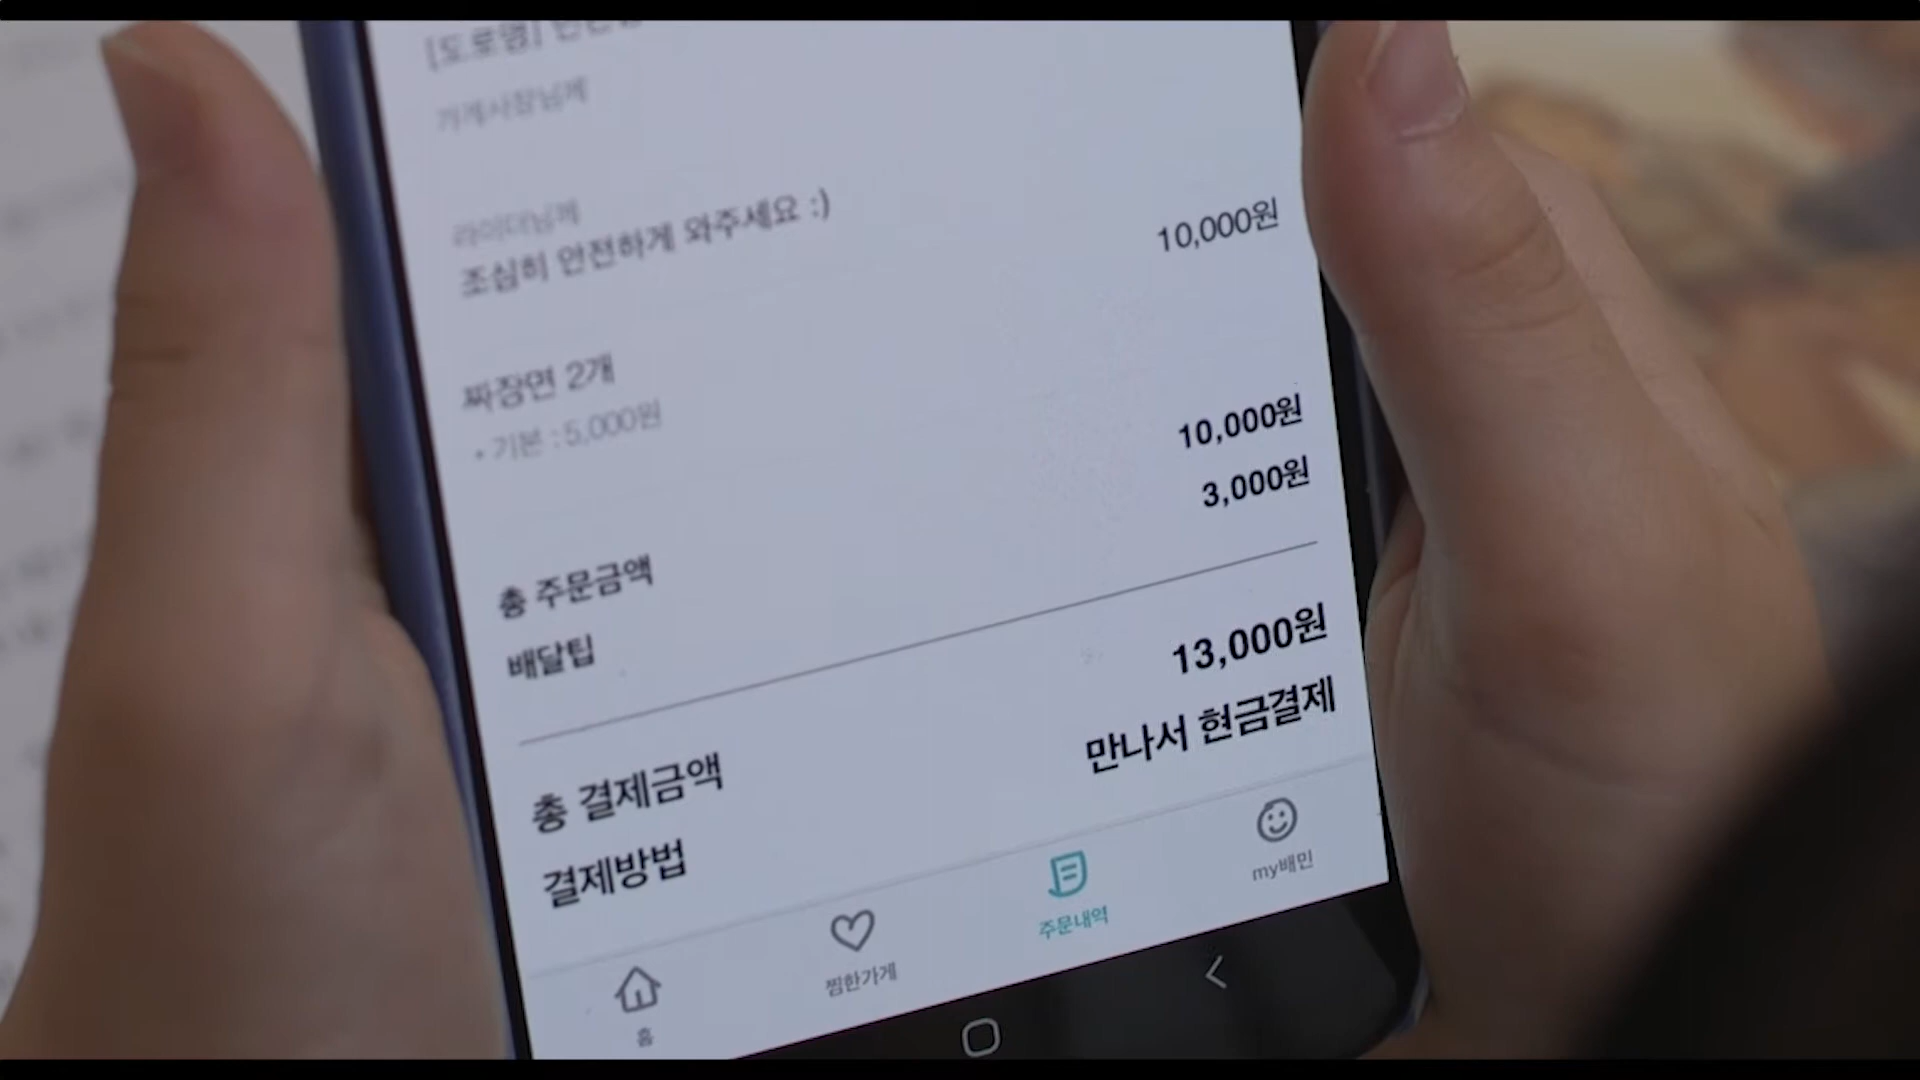 [도로명]
가게사장님께
라이더님께
조심히 안전하게 와주세요 :)
짜장면 2개 10,000원
• 기본 : 5,000원
총 주문금액 10,000원
배달팁 3,000원
총 결제금액 13,000원
결제방법 만나서 현금결제
홈 찜한가게 주문내역 my배민